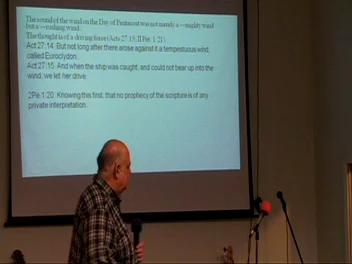 The sound of the wind on the Day of Pentecost was not merely a —mighty wind
but a —rushing wind.
The thought is of a driving force (Acts 27:15; II Pet. 1:21).
Act 27:14 But not long after there arose against it a tempestuous wind,
called Euroclydon.
Act 27:15 And when the ship was caught, and could not bear up into the
wind, we let her drive.
2Pe 1:20 Knowing this first, that no prophecy of the scripture is of any
private interpretation.